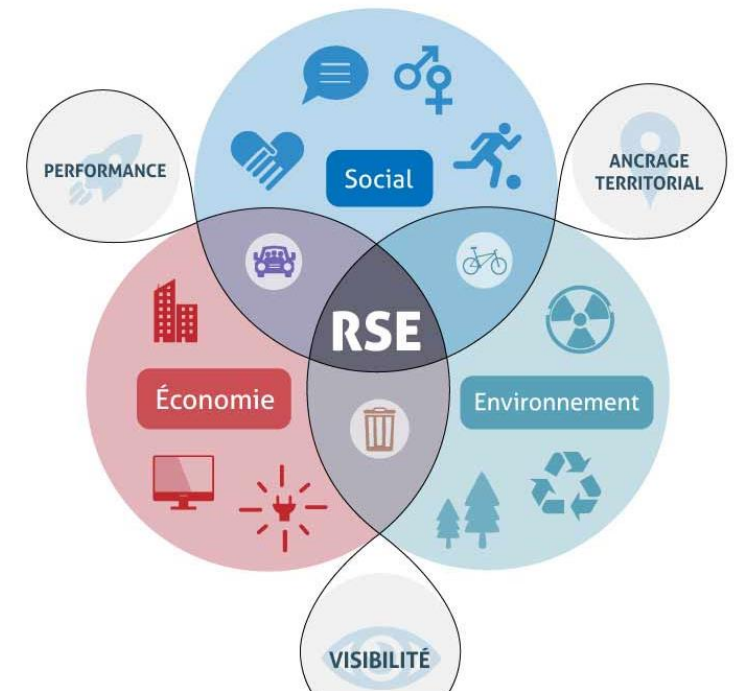 PERFORMANCE
Social
ANCRAGE
TERRITORIAL
RSE
Économie
Environnement
VISIBILITÉ